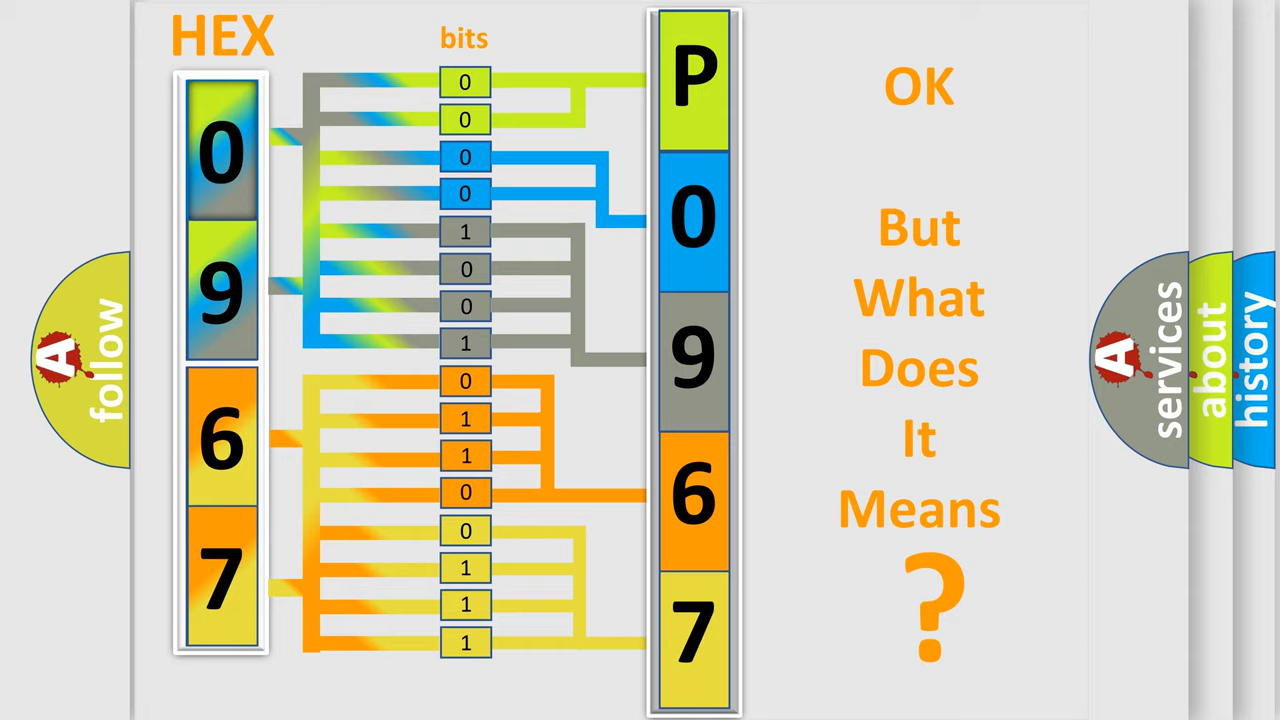 HEX
bits
0
9
6
7
0
0
0
0
1
0
0
1
0
1
1
0
0
1
1
1
P
0
9
6
7
OK
But
What
Does
It
Means
?
A
follow
A
services
about
history